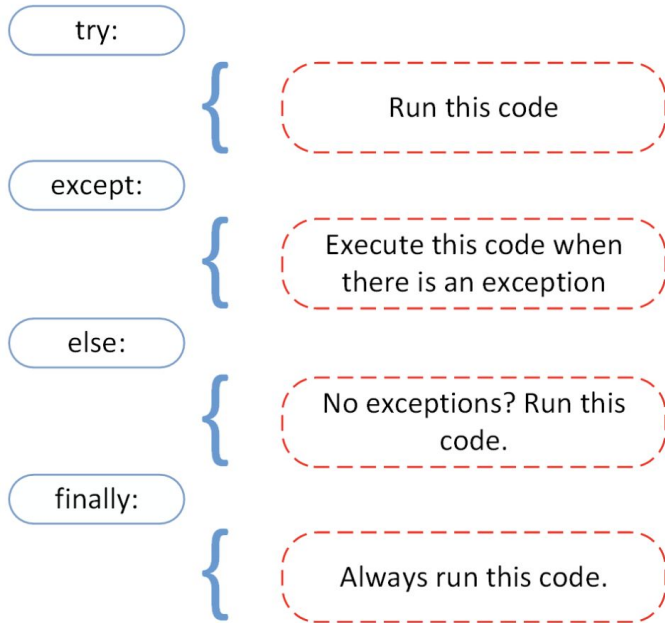 try:
Run this code
except:
Execute this code when
there is an exception
else:
No exceptions? Run this
code.
finally:
Always run this code.